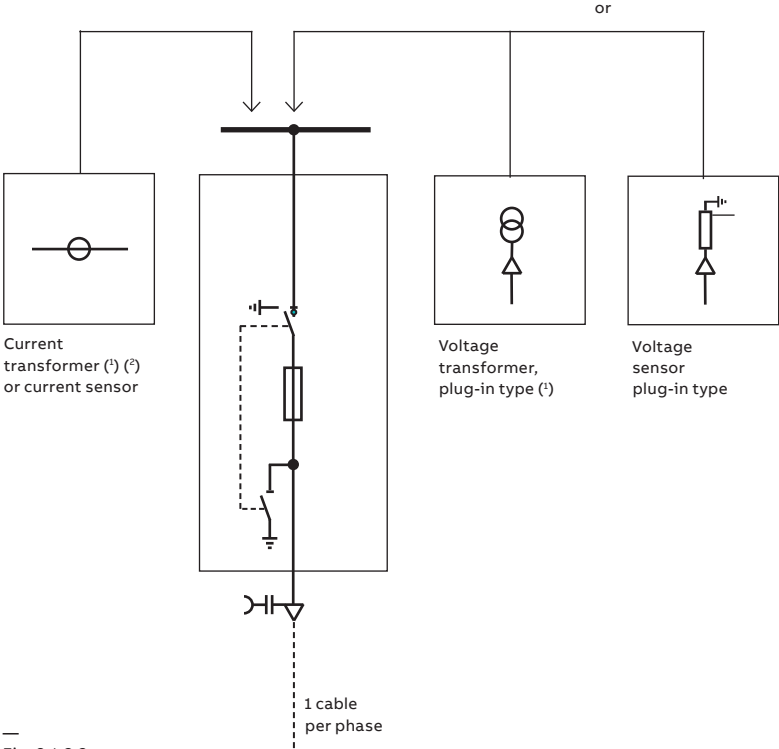 or
Current
transformer (¹) (²)
or current sensor
Voltage
transformer,
plug-in type (¹)
Voltage
sensor
plug-in type
1 cable
per phase